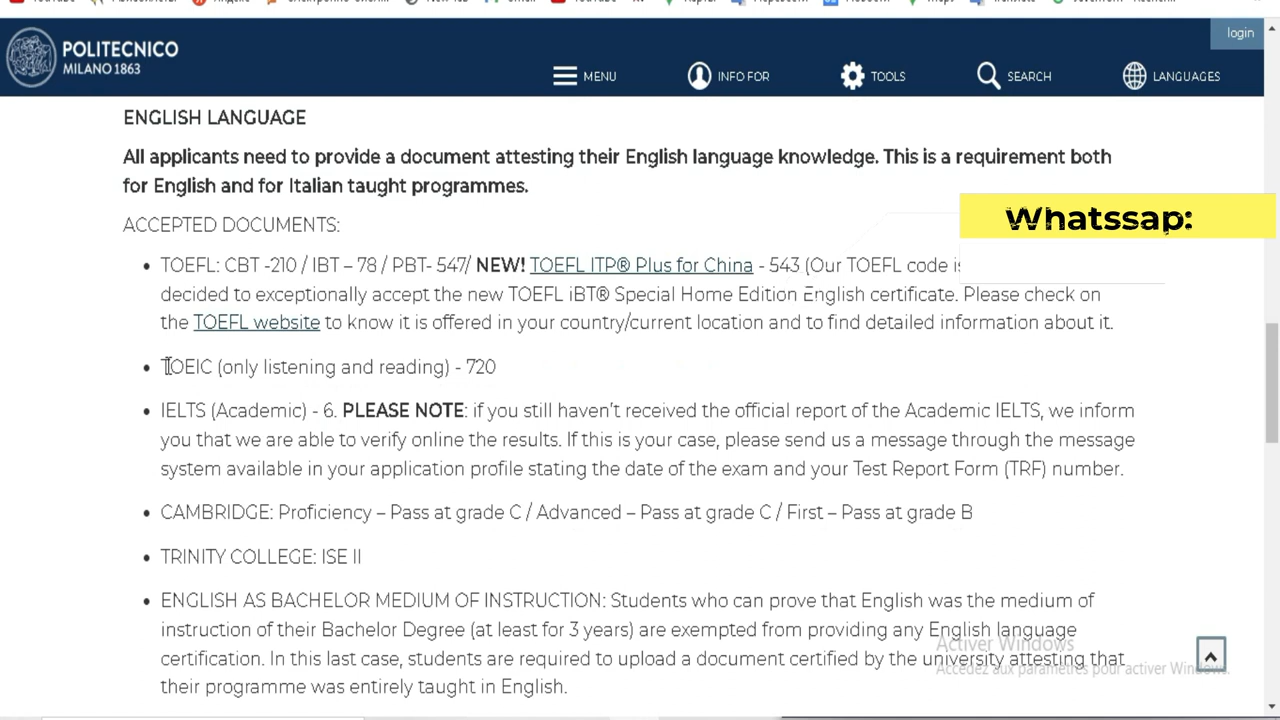 login
POLITECNICO
MILANO 1863
MENU
INFO FOR
TOOLS
SEARCH
LANGUAGES
ENGLISH LANGUAGE
All applicants need to provide a document attesting their English language knowledge. This is a requirement both
for English and for Italian taught programmes.
ACCEPTED DOCUMENTS:
Whatssap:
• TOEFL: CBT -210 / IBT – 78 / PBT- 547/ NEW! TOEFL ITP® Plus for China - 543 (Our TOEFL code is
decided to exceptionally accept the new TOEFL iBT® Special Home Edition English certificate. Please check on
the TOEFL website to know it is offered in your country/current location and to find detailed information about it.
• TOEIC (only listening and reading) - 720
• IELTS (Academic) - 6. PLEASE NOTE: if you still haven't received the official report of the Academic IELTS, we inform
you that we are able to verify online the results. If this is your case, please send us a message through the message
system available in your application profile stating the date of the exam and your Test Report Form (TRF) number.
• CAMBRIDGE: Proficiency – Pass at grade C / Advanced – Pass at grade C / First – Pass at grade B
• TRINITY COLLEGE: ISE II
• ENGLISH AS BACHELOR MEDIUM OF INSTRUCTION: Students who can prove that English was the medium of
instruction of their Bachelor Degree (at least for 3 years) are exempted from providing any English language
certification. In this last case, students are required to upload a document certified by the university attesting that
their programme was entirely taught in English.
Activer Windows
Accédez aux paramètres pour activer Windows.